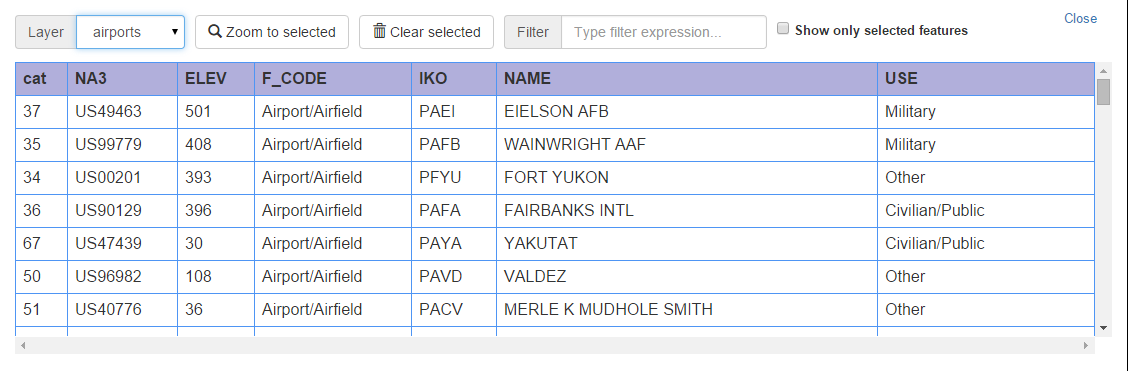 Close
Layer airports Zoom to selected Clear selected Filter Type filter expression... Show only selected features
cat NA3 ELEV F_CODE IKO NAME USE
37 US49463 501 Airport/Airfield PAEI EIELSON AFB Military
35 US99779 408 Airport/Airfield PAFB WAINWRIGHT AAF Military
34 US00201 393 Airport/Airfield PFYU FORT YUKON Other
36 US90129 396 Airport/Airfield PAFA FAIRBANKS INTL Civilian/Public
67 US47439 30 Airport/Airfield PAYA YAKUTAT Civilian/Public
50 US96982 108 Airport/Airfield PAVD VALDEZ Other
51 US40776 36 Airport/Airfield PACV MERLE K MUDHOLE SMITH Other